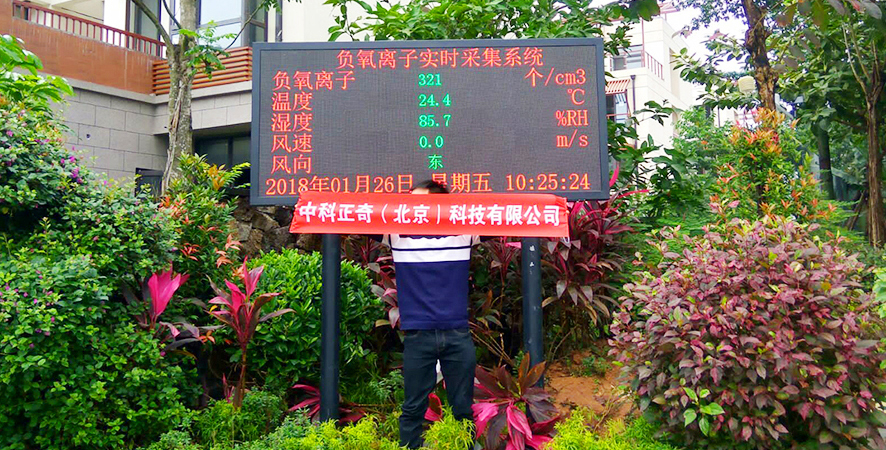 负氧离子实时采集系统
负氧离子 321 个/cm3
温度 24.4 ℃
湿度 85.7 %RH
风速 0.0 m/s
风向 东
2018年01月26日 星期五 10:25:24
中科正奇（北京）科技有限公司